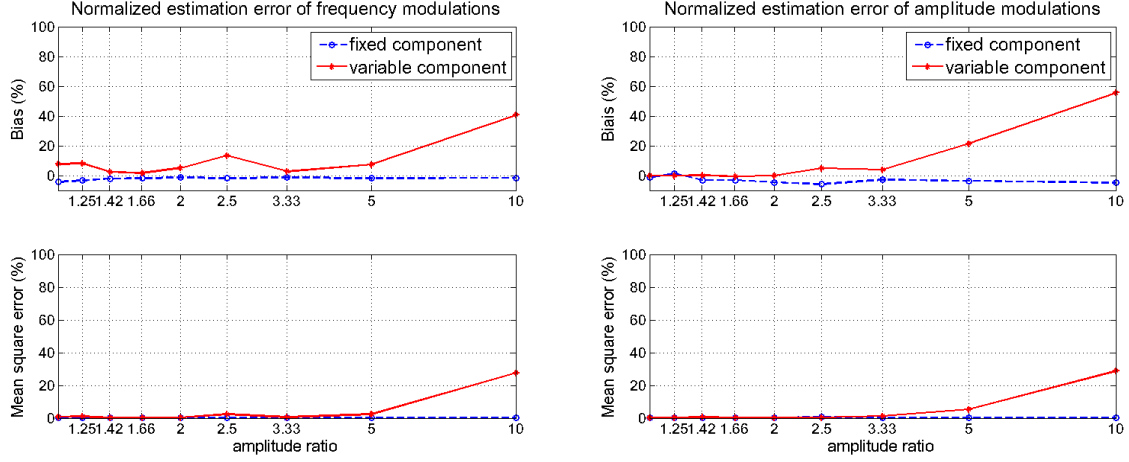 Normalized estimation error of frequency modulations
100
80
60
40
20
0
Bias (%)
fixed component
variable component
1.25 1.42 1.66 2 2.5 3.33 5 10
Normalized estimation error of amplitude modulations
100
80
60
40
20
0
Biais (%)
fixed component
variable component
1.25 1.42 1.66 2 2.5 3.33 5 10
100
80
60
40
20
0
Mean square error (%)
1.25 1.42 1.66 2 2.5 3.33 5 10
amplitude ratio
100
80
60
40
20
0
Mean square error (%)
1.25 1.42 1.66 2 2.5 3.33 5 10
amplitude ratio